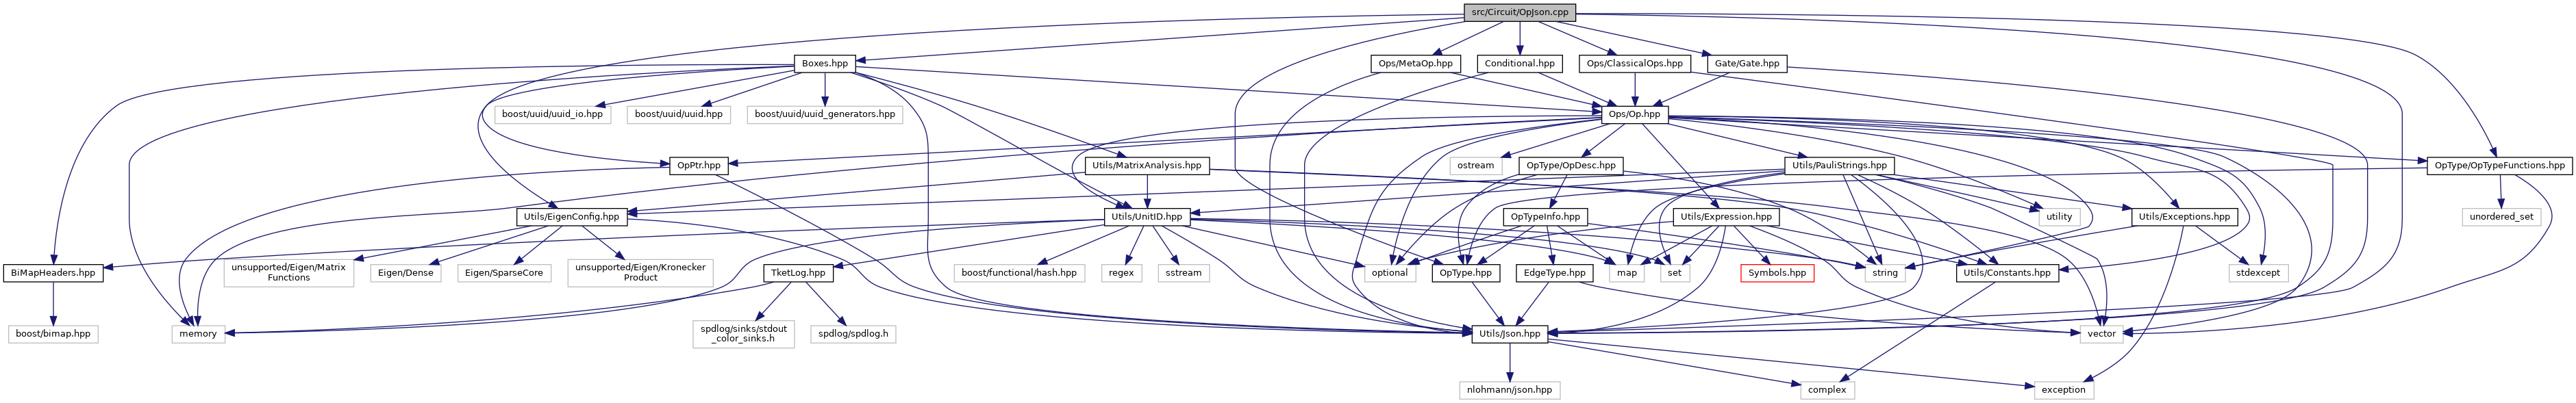 src/Circuit/OpJson.cpp
Boxes.hpp
Ops/MetaOp.hpp
Conditional.hpp
Ops/ClassicalOps.hpp
Gate/Gate.hpp
boost/uuid/uuid_io.hpp
boost/uuid/uuid.hpp
boost/uuid/uuid_generators.hpp
Ops/Op.hpp
OpPtr.hpp
Utils/MatrixAnalysis.hpp
ostream
OpType/OpDesc.hpp
Utils/PauliStrings.hpp
OpType/OpTypeFunctions.hpp
Utils/EigenConfig.hpp
Utils/UnitID.hpp
OpTypeInfo.hpp
Utils/Expression.hpp
utility
Utils/Exceptions.hpp
unordered_set
BiMapHeaders.hpp
unsupported/Eigen/Matrix
Functions
Eigen/Dense
Eigen/SparseCore
unsupported/Eigen/Kronecker
Product
TketLog.hpp
boost/functional/hash.hpp
regex
sstream
optional
OpType.hpp
EdgeType.hpp
map
set
Symbols.hpp
string
Utils/Constants.hpp
stdexcept
boost/bimap.hpp
memory
spdlog/sinks/stdout
_color_sinks.h
spdlog/spdlog.h
Utils/Json.hpp
vector
nlohmann/json.hpp
complex
exception